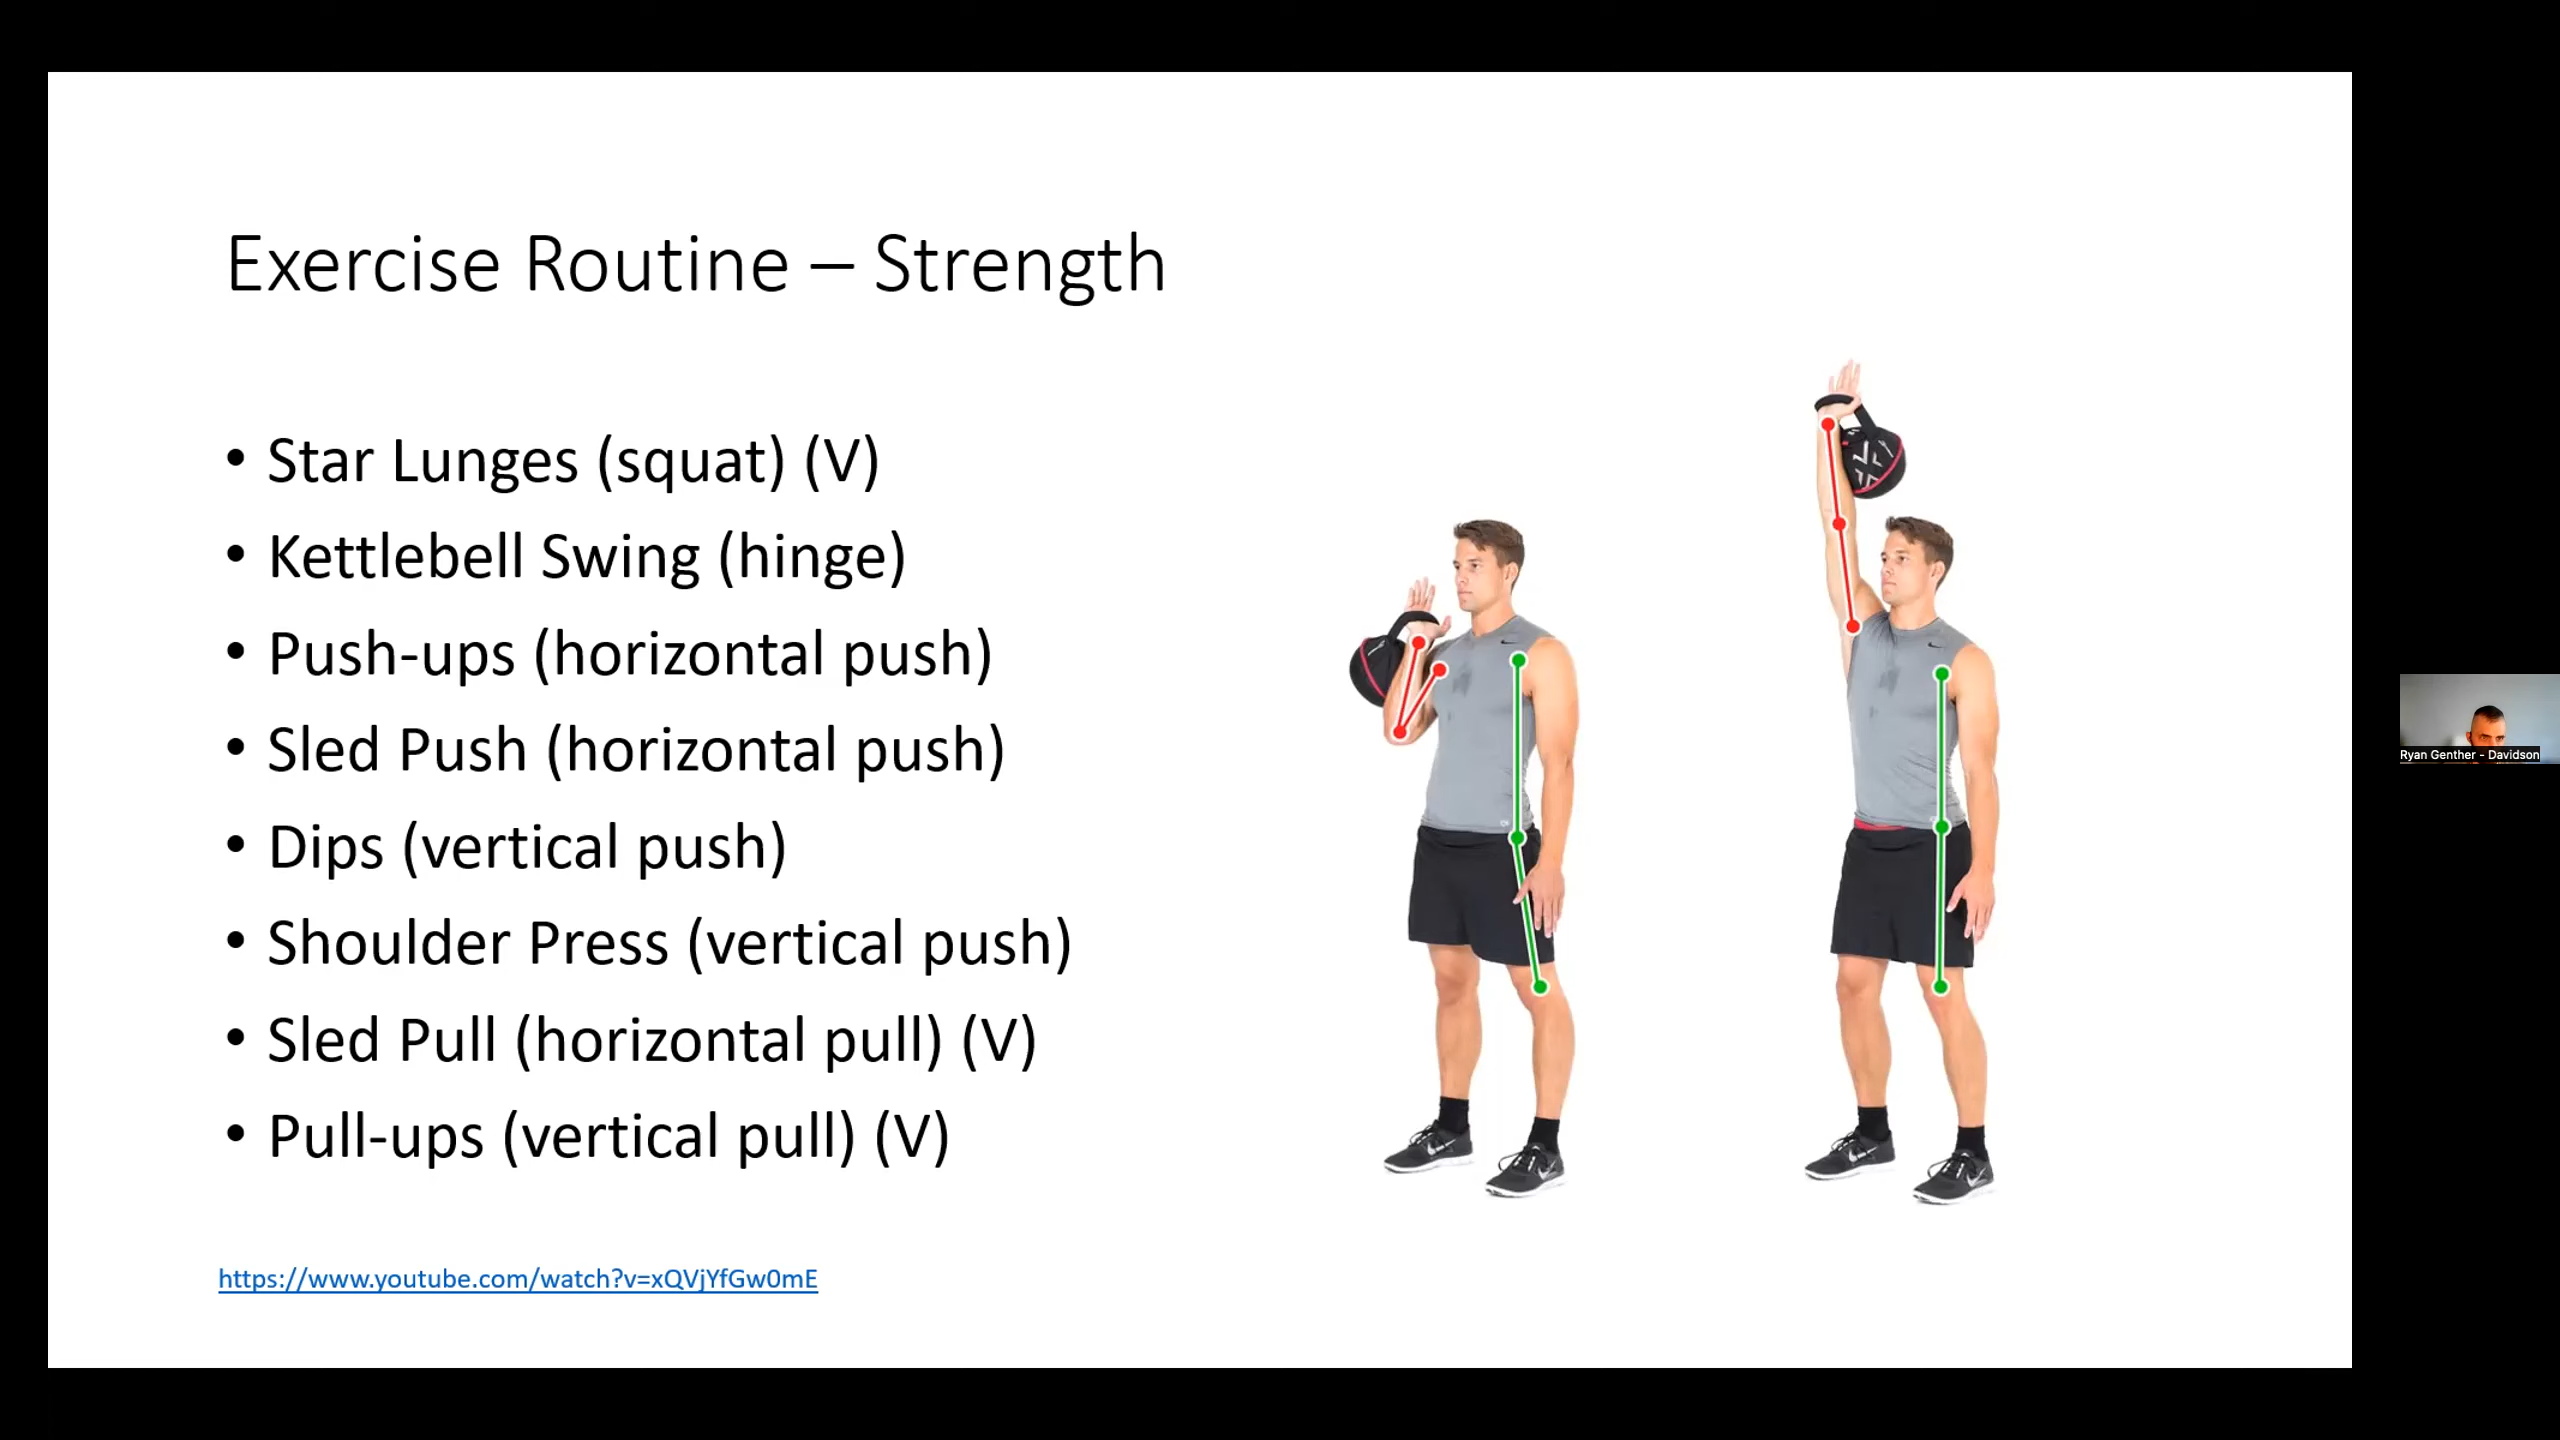 Exercise Routine – Strength
• Star Lunges (squat) (V)
• Kettlebell Swing (hinge)
• Push-ups (horizontal push)
• Sled Push (horizontal push)
• Dips (vertical push)
• Shoulder Press (vertical push)
• Sled Pull (horizontal pull) (V)
• Pull-ups (vertical pull) (V)
https://www.youtube.com/watch?v=xQVjYfGw0mE
Ryan Genther - Davidson